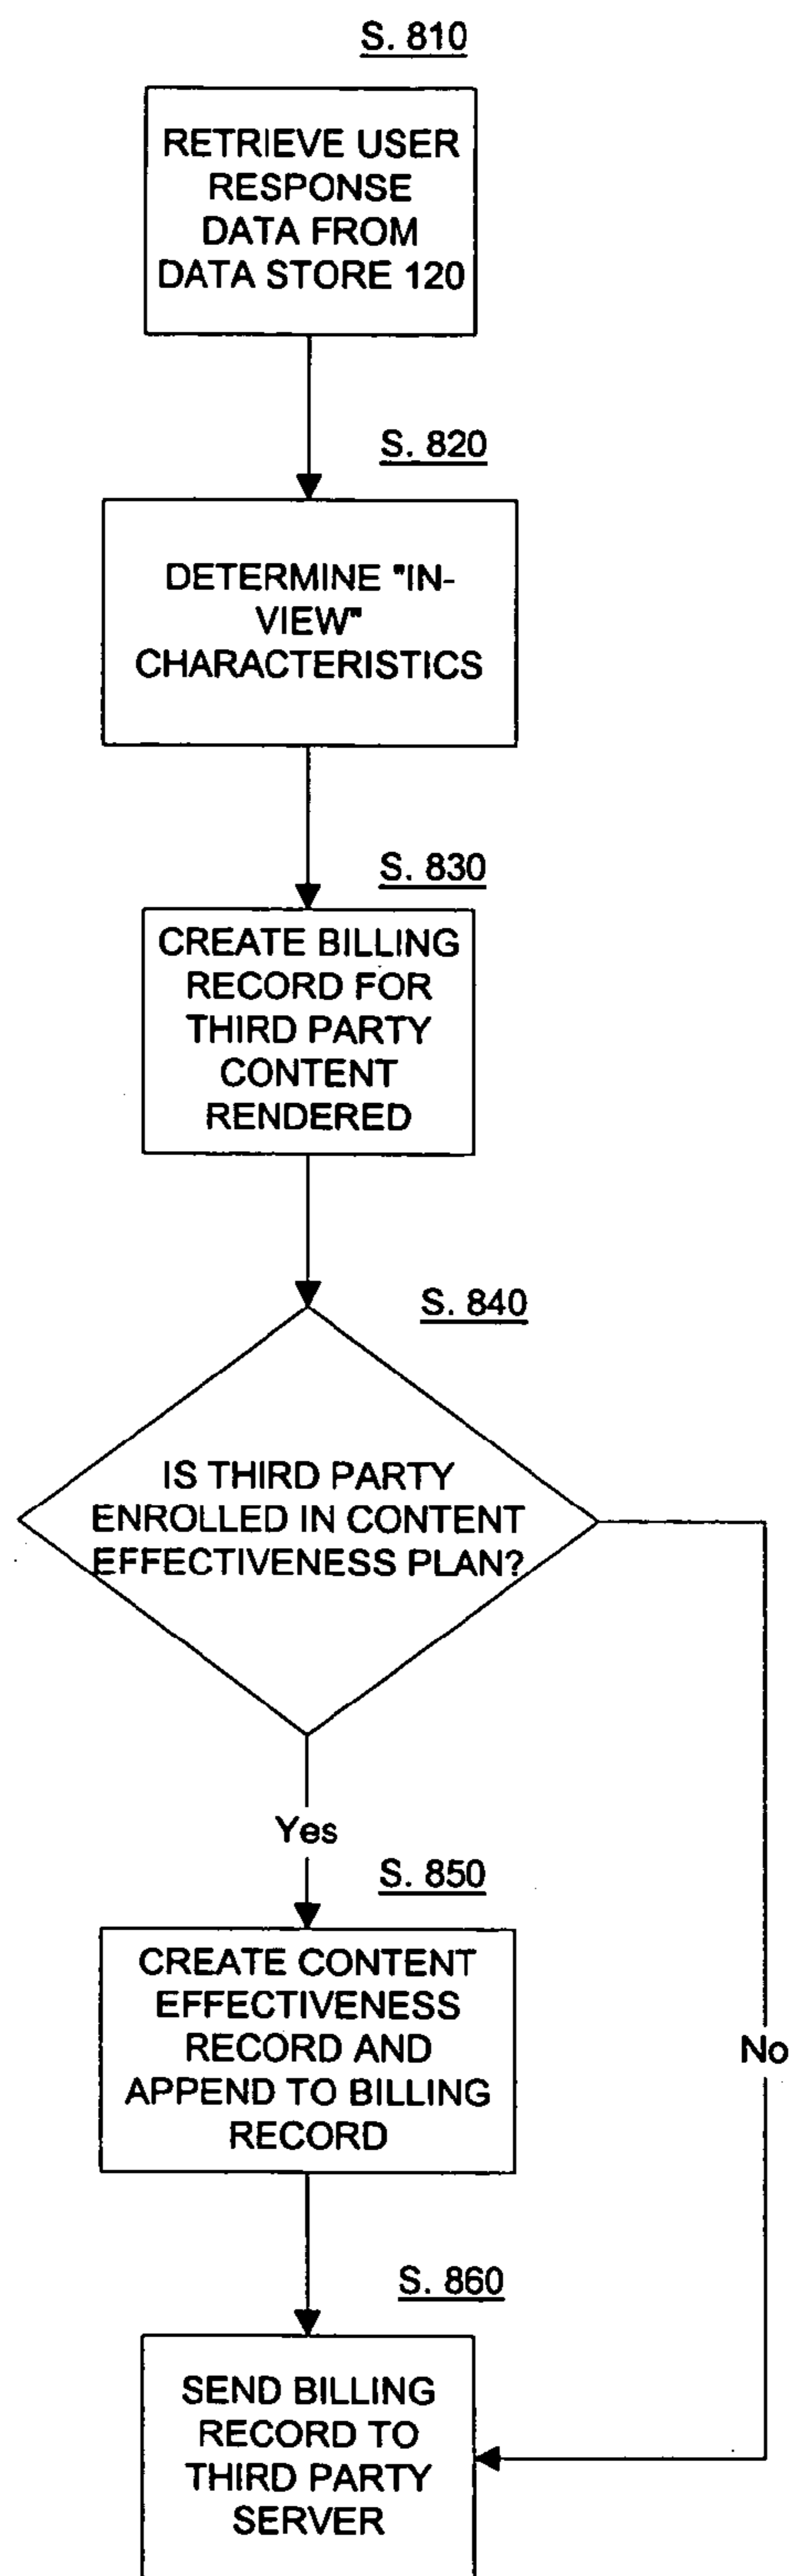 S. 810
RETRIEVE USER
RESPONSE
DATA FROM
DATA STORE 120
S. 820
DETERMINE "IN-
VIEW"
CHARACTERISTICS
S. 830
CREATE BILLING
RECORD FOR
THIRD PARTY
CONTENT
RENDERED
S. 840
IS THIRD PARTY
ENROLLED IN CONTENT
EFFECTIVENESS PLAN?
Yes
S. 850
CREATE CONTENT
EFFECTIVENESS
RECORD AND
APPEND TO BILLING
RECORD
No
S. 860
SEND BILLING
RECORD TO
THIRD PARTY
SERVER